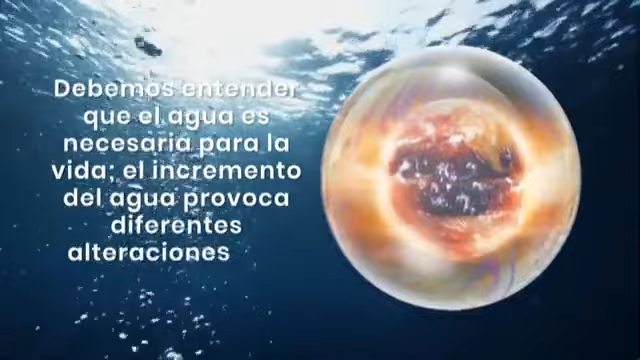 Debemos entender
que el agua es
necesaria para la
vida; el incremento
del agua provoca
diferentes
alteraciones